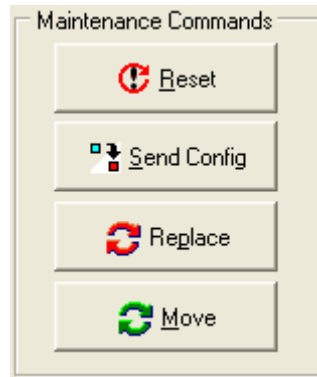 Maintenance Commands
Reset
Send Config
Replace
Move